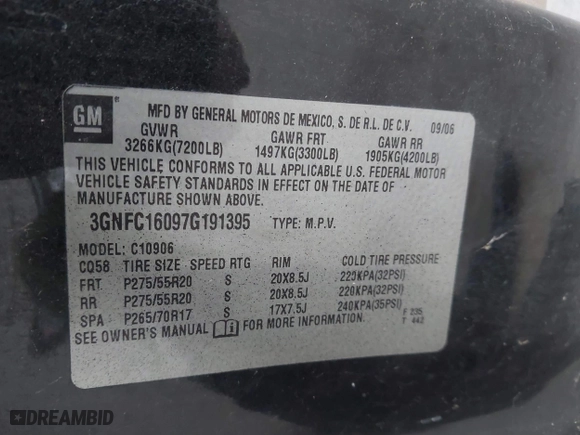 GM
®
MFD BY GENERAL MOTORS DE MEXICO, S. DE R.L. DE C.V. 09/06
GVWR GAWR FRT GAWR RR
3266KG(7200LB) 1497KG(3300LB) 1905KG(4200LB)
THIS VEHICLE CONFORMS TO ALL APPLICABLE U.S. FEDERAL MOTOR
VEHICLE SAFETY STANDARDS IN EFFECT ON THE DATE OF
MANUFACTURE SHOWN ABOVE.
3GNFC16097G191395 TYPE: M.P.V.
MODEL: C10906
CQ58 TIRE SIZE SPEED RTG RIM COLD TIRE PRESSURE
FRT P275/55R20 S 20X8.5J 220KPA(32PSI)
RR P275/55R20 S 20X8.5J 220KPA(32PSI)
SPA P265/70R17 S 17X7.5J 240KPA(35PSI)
SEE OWNER'S MANUAL FOR MORE INFORMATION.
F 235
T 442
DREAMBID